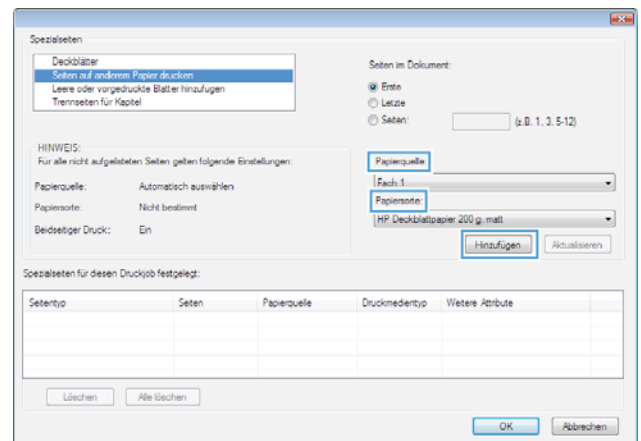 Spezialseiten
Deckblätter
Seiten auf anderem Papier drucken
Leere oder vorgedruckte Blätter hinzufügen
Trennseiten für Kapitel
Seiten im Dokument:
Erste
Letzte
Seiten: (z.B. 1, 3, 5-12)
HINWEIS:
Für alle nicht aufgelisteten Seiten gelten folgende Einstellungen:
Papierquelle: Automatisch auswählen
Papiersorte: Nicht bestimmt
Beidseitiger Druck:: Ein
Papierquelle
Fach 1
Papiersorte:
HP Deckblattpapier 200 g, matt
Hinzufügen Aktualisieren
Spezialseiten für diesen Druckjob festgelegt:
Seitentyp Seiten Papierquelle Druckmedientyp Weitere Attribute
Löschen Alle löschen
OK Abbrechen